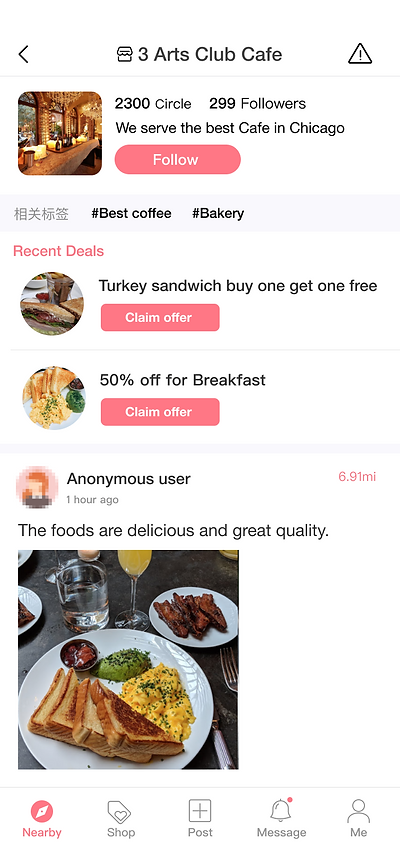 3 Arts Club Cafe
2300 Circle 299 Followers
We serve the best Cafe in Chicago
Follow
相关标签 #Best coffee #Bakery
Recent Deals
Turkey sandwich buy one get one free
Claim offer
50% off for Breakfast
Claim offer
Anonymous user 6.91mi
1 hour ago
The foods are delicious and great quality.
Nearby Shop Post Message Me